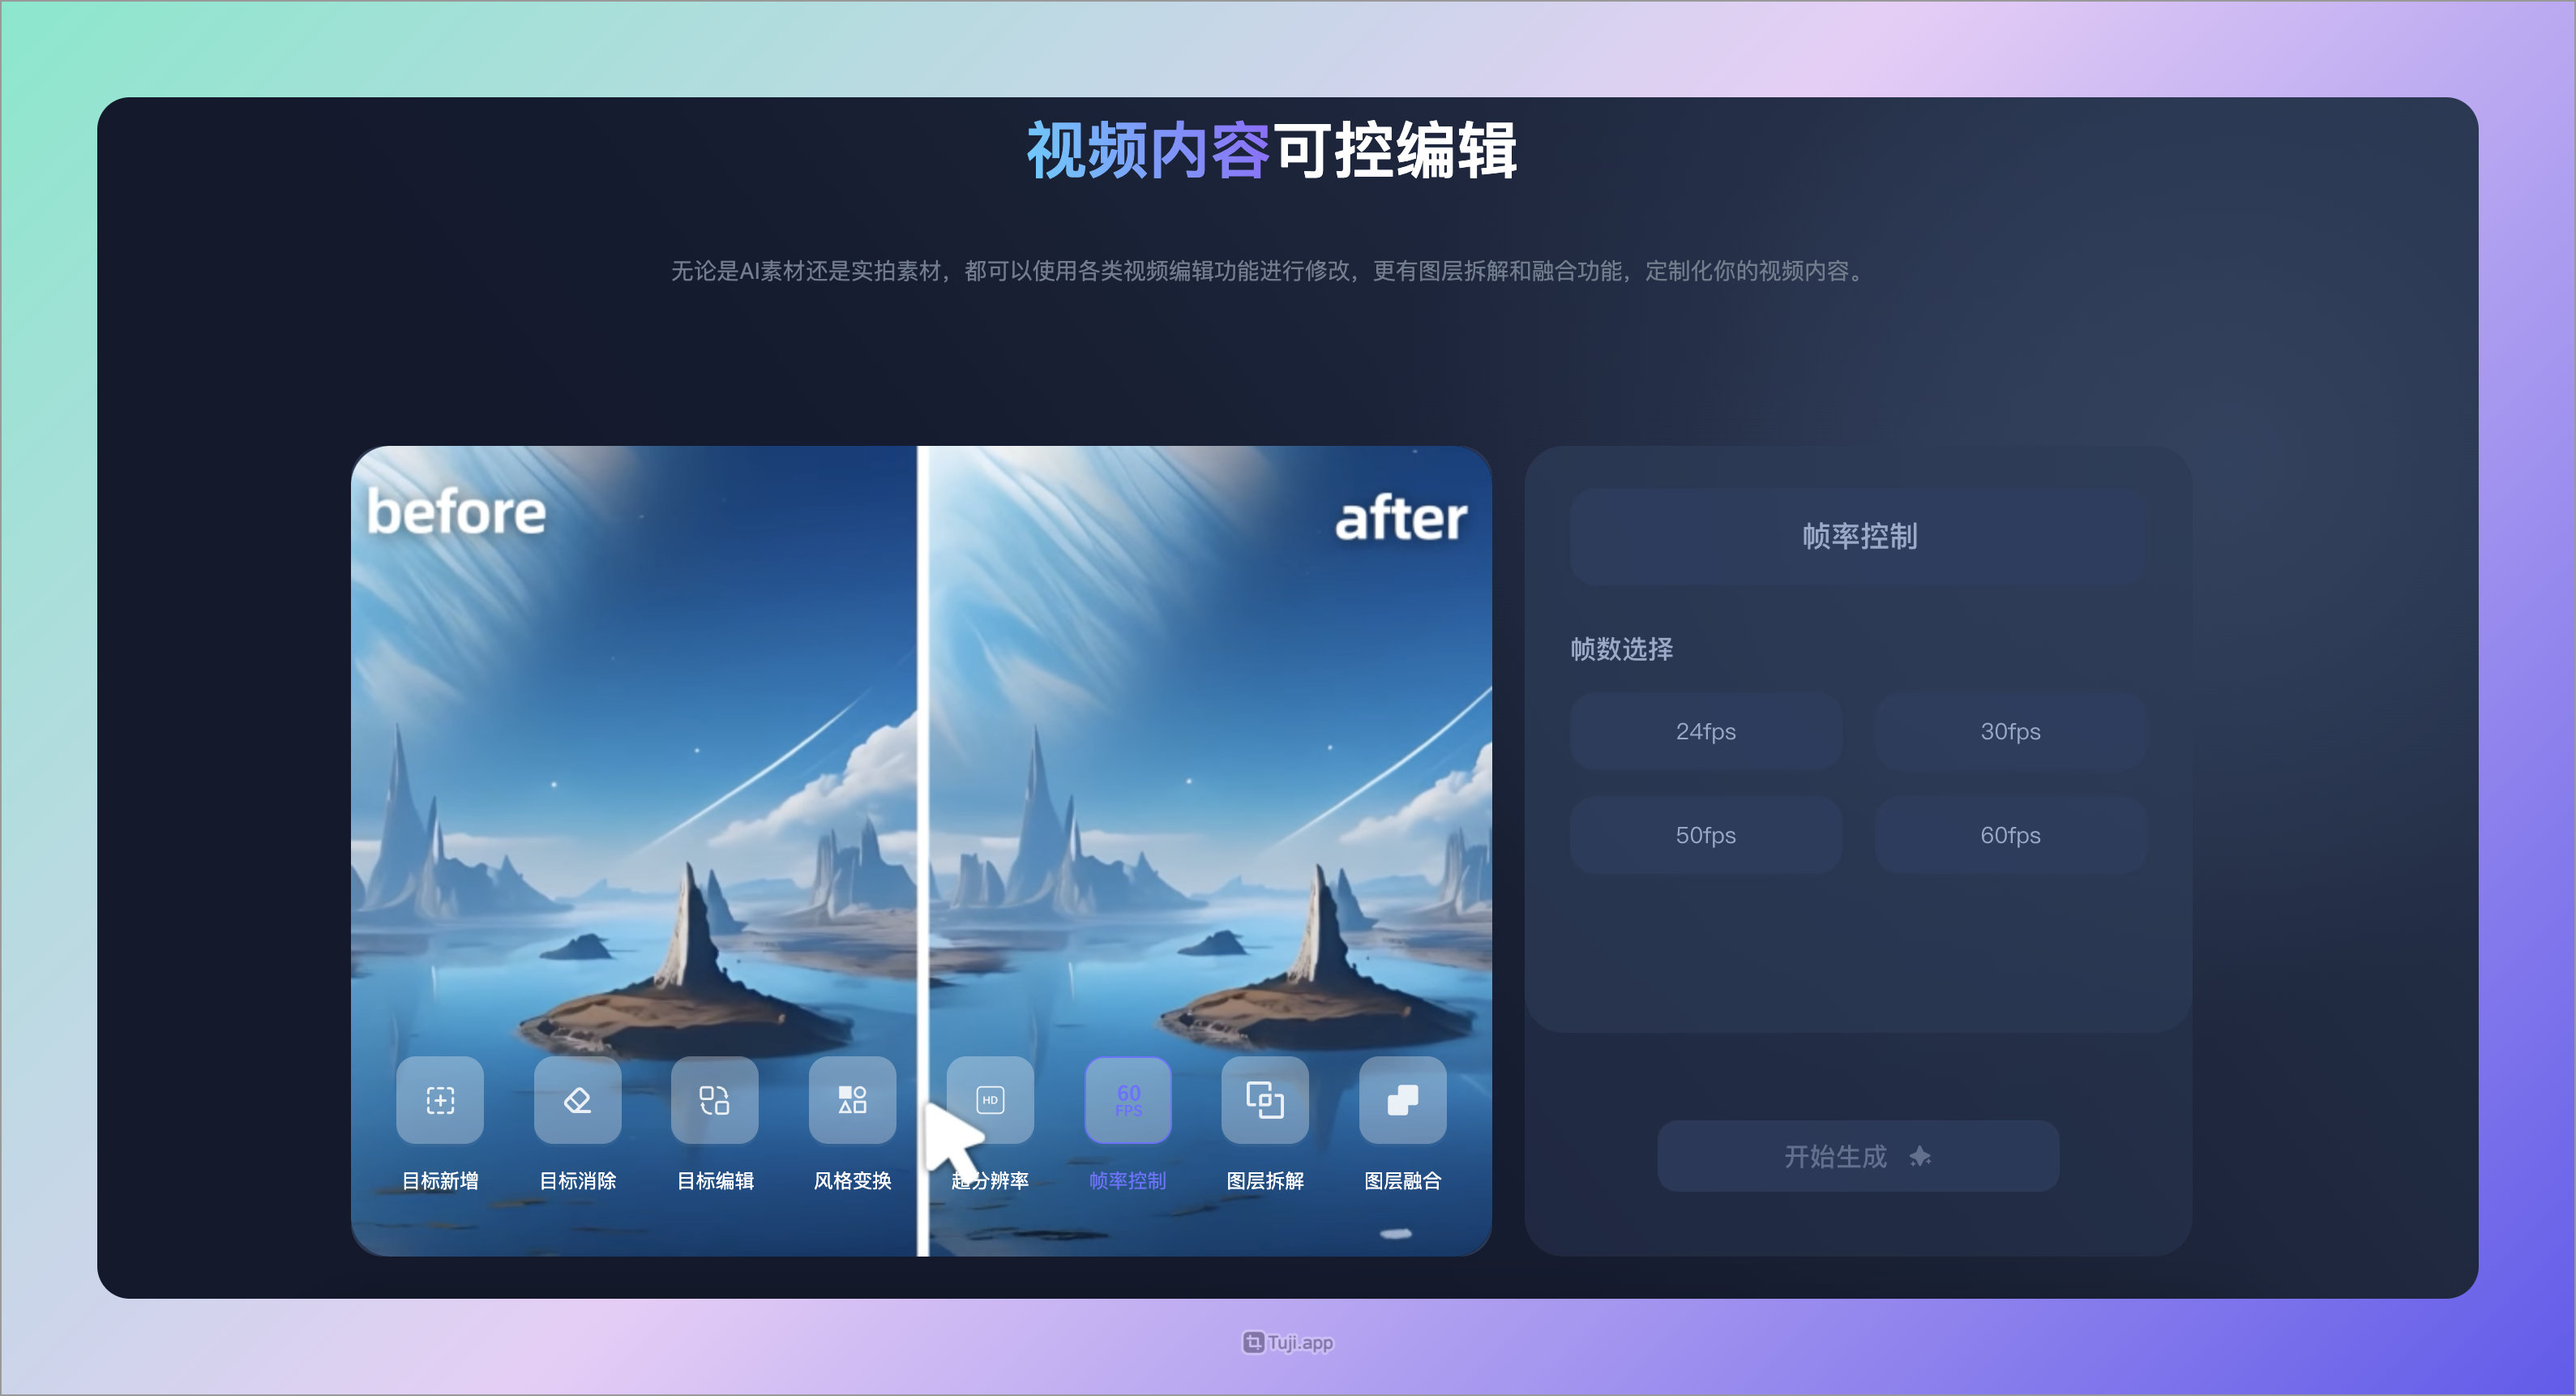 视频内容可控编辑
无论是AI素材还是实拍素材，都可以使用各类视频编辑功能进行修改，更有图层拆解和融合功能，定制化你的视频内容。
before
after
HD
60
FPS
目标新增
目标消除
目标编辑
风格变换
超分辨率
帧率控制
图层拆解
图层融合
帧率控制
帧数选择
24fps
30fps
50fps
60fps
开始生成
Tuji.app